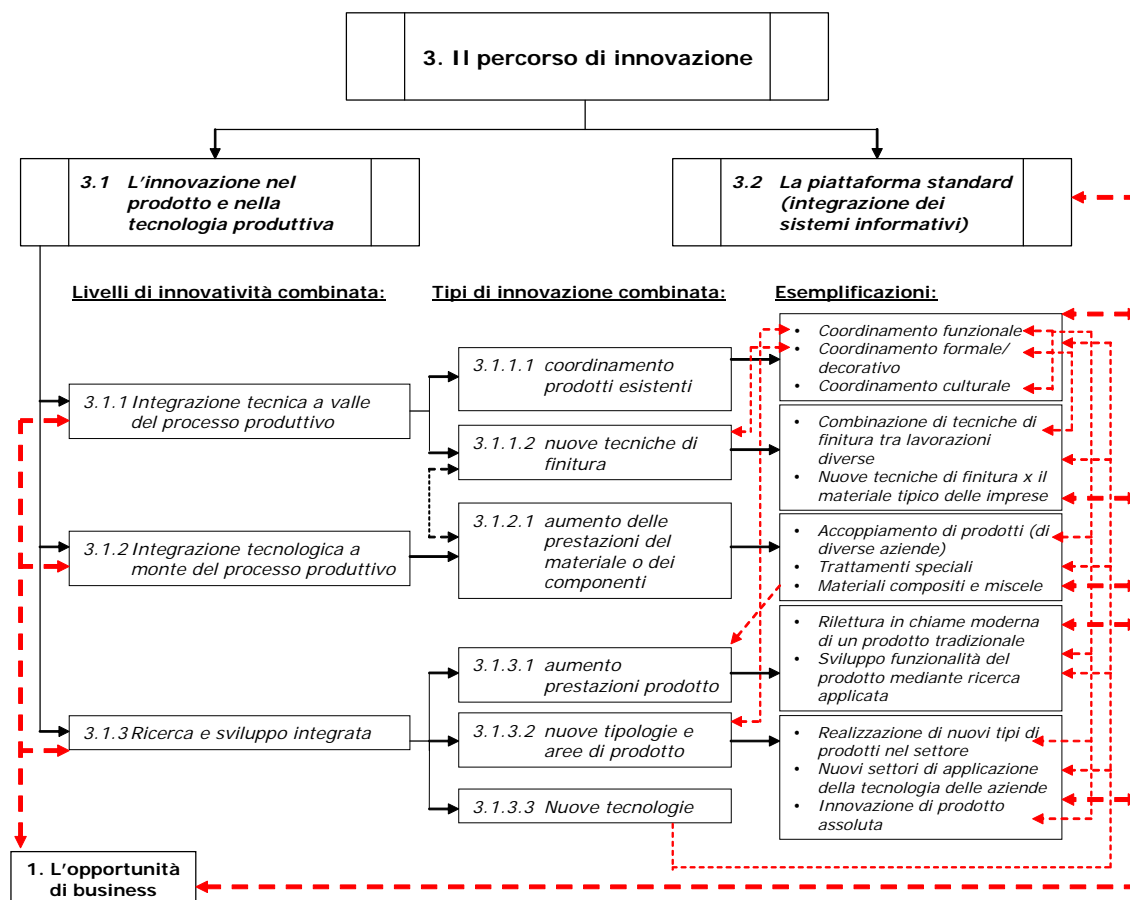 3. Il percorso di innovazione
3.1 L'innovazione nel
prodotto e nella
tecnologia produttiva
3.2 La piattaforma standard
(integrazione dei
sistemi informativi)
Livelli di innovatività combinata:
Tipi di innovazione combinata:
Esemplificazioni:
3.1.1 Integrazione tecnica a valle
del processo produttivo
3.1.1.1 coordinamento
prodotti esistenti
• Coordinamento funzionale
• Coordinamento formale/
decorativo
• Coordinamento culturale
3.1.1.2 nuove tecniche di
finitura
• Combinazione di tecniche di
finitura tra lavorazioni
diverse
• Nuove tecniche di finitura x il
materiale tipico delle imprese
3.1.2 Integrazione tecnologica a
monte del processo produttivo
3.1.2.1 aumento delle
prestazioni del
materiale o dei
componenti
• Accoppiamento di prodotti (di
diverse aziende)
• Trattamenti speciali
• Materiali compositi e miscele
3.1.3 Ricerca e sviluppo integrata
3.1.3.1 aumento
prestazioni prodotto
• Rilettura in chiame moderna
di un prodotto tradizionale
• Sviluppo funzionalità del
prodotto mediante ricerca
applicata
3.1.3.2 nuove tipologie e
aree di prodotto
• Realizzazione di nuovi tipi di
prodotti nel settore
• Nuovi settori di applicazione
della tecnologia delle aziende
• Innovazione di prodotto
assoluta
3.1.3.3 Nuove tecnologie
1. L'opportunità
di business